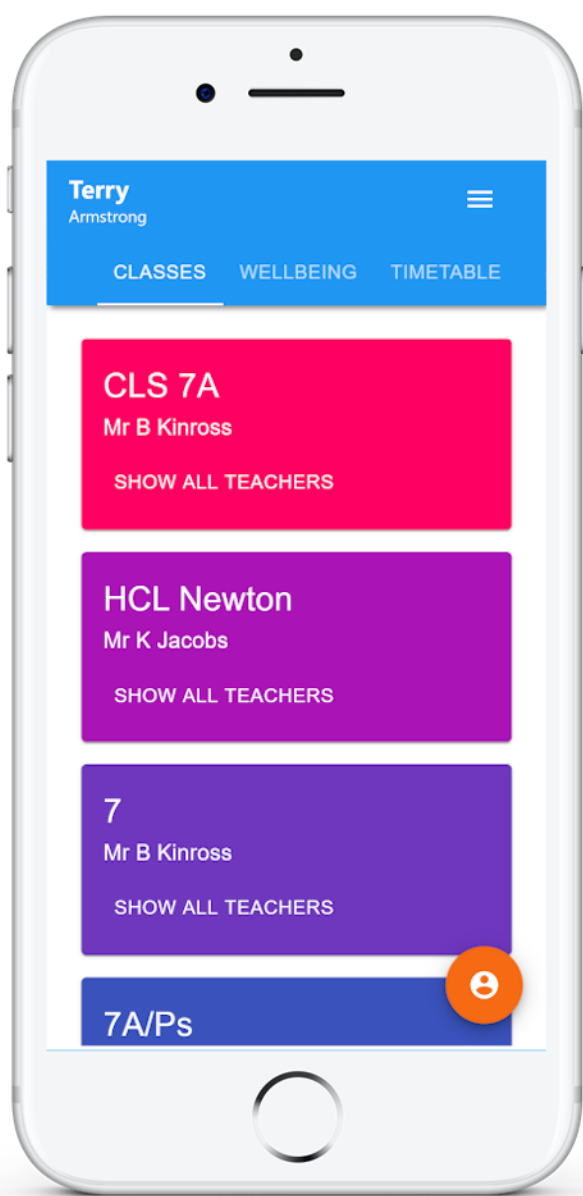 Terry
Armstrong
CLASSES WELLBEING TIMETABLE
CLS 7A
Mr B Kinross
SHOW ALL TEACHERS
HCL Newton
Mr K Jacobs
SHOW ALL TEACHERS
7
Mr B Kinross
SHOW ALL TEACHERS
7A/Ps